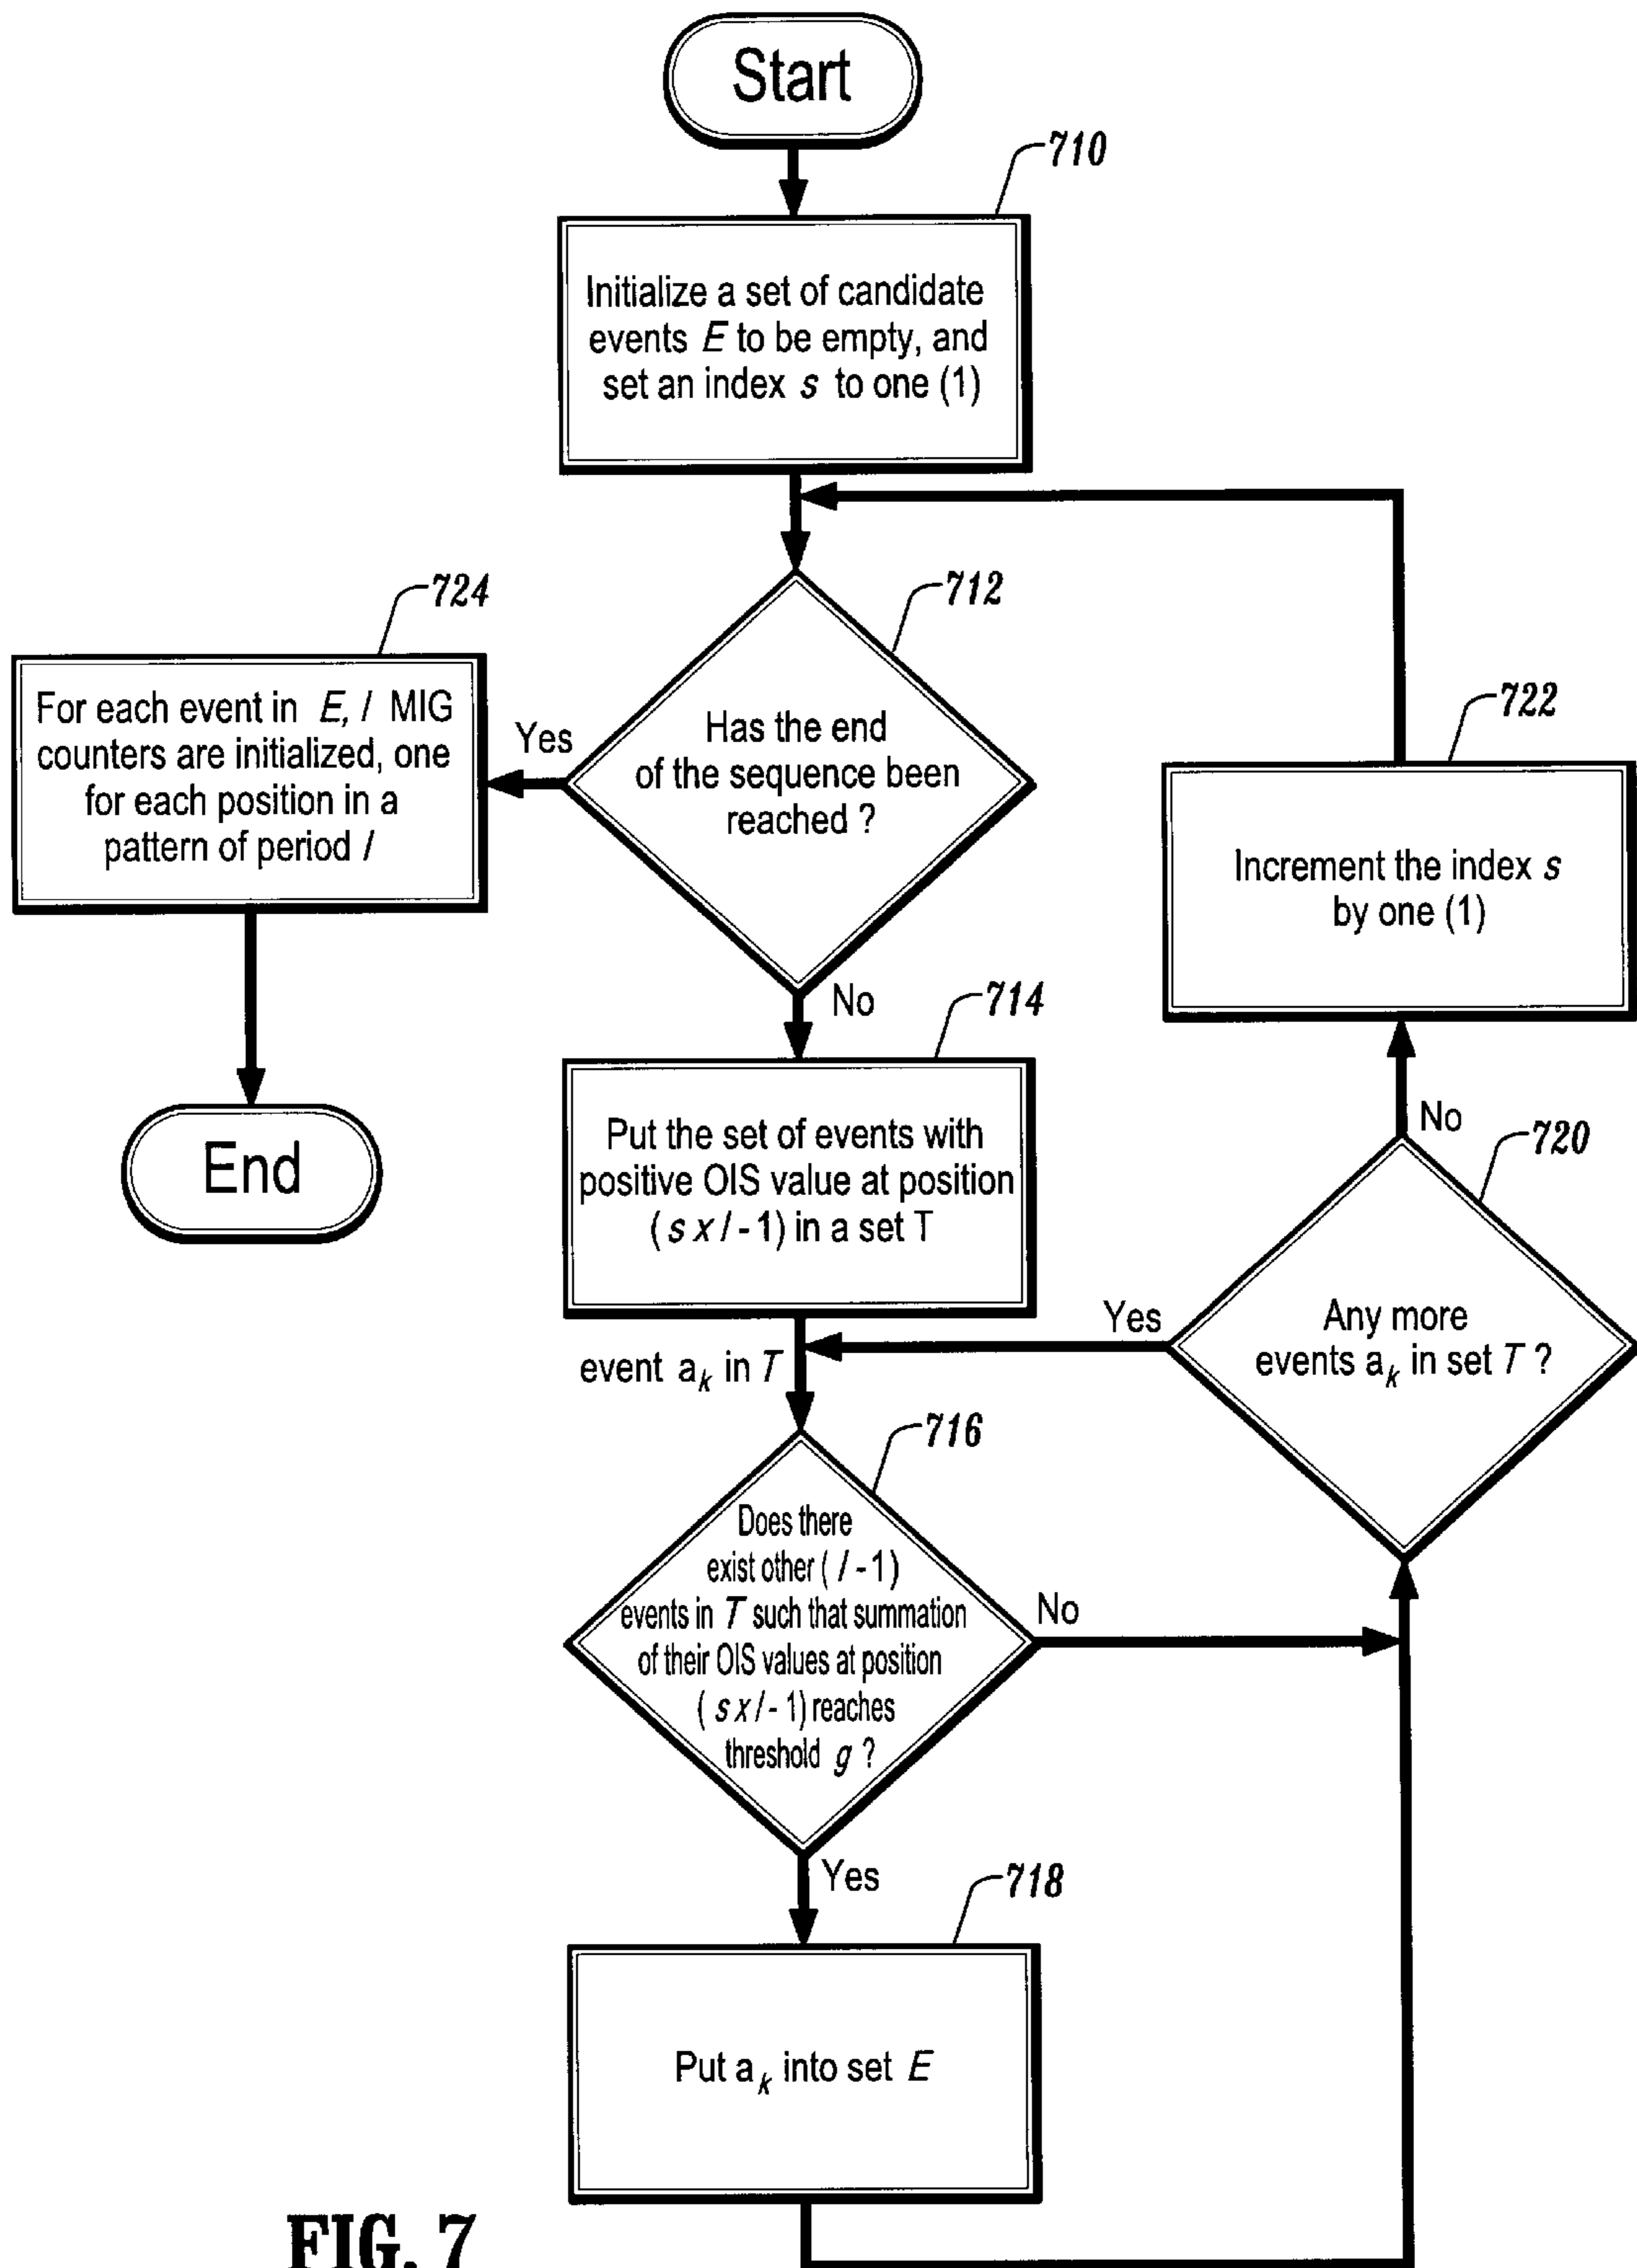 Start
710
Initialize a set of candidate
events E to be empty, and
set an index s to one (1)
712
Has the end
of the sequence been
reached ?
Yes
No
724
For each event in E, l MIG
counters are initialized, one
for each position in a
pattern of period l
End
714
Put the set of events with
positive OIS value at position
( s x l - 1) in a set T
event a_k in T
716
Does there
exist other ( l - 1)
events in T such that summation
of their OIS values at position
( s x l - 1) reaches
threshold g ?
No
Yes
718
Put a_k into set E
720
Any more
events a_k in set T ?
Yes
No
722
Increment the index s
by one (1)
FIG. 7